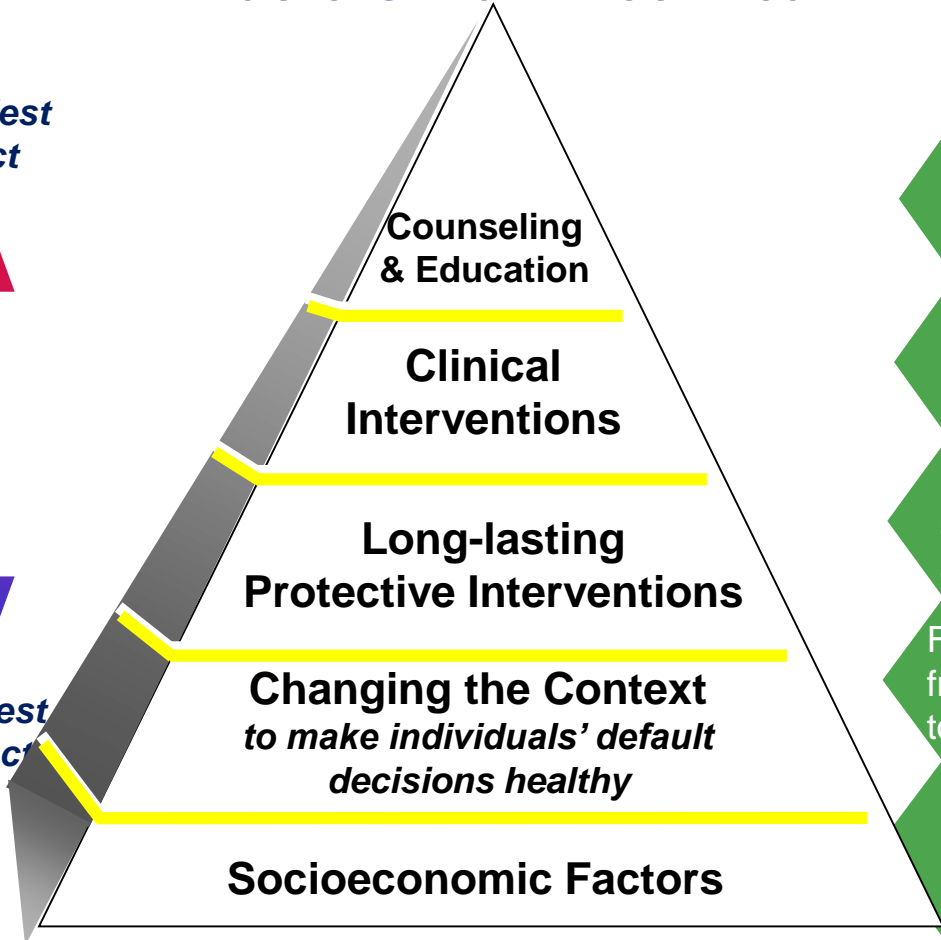 Counseling
& Education
Clinical
Interventions
Long-lasting
Protective Interventions
Changing the Context
to make individuals’ default
decisions healthy
Socioeconomic Factors